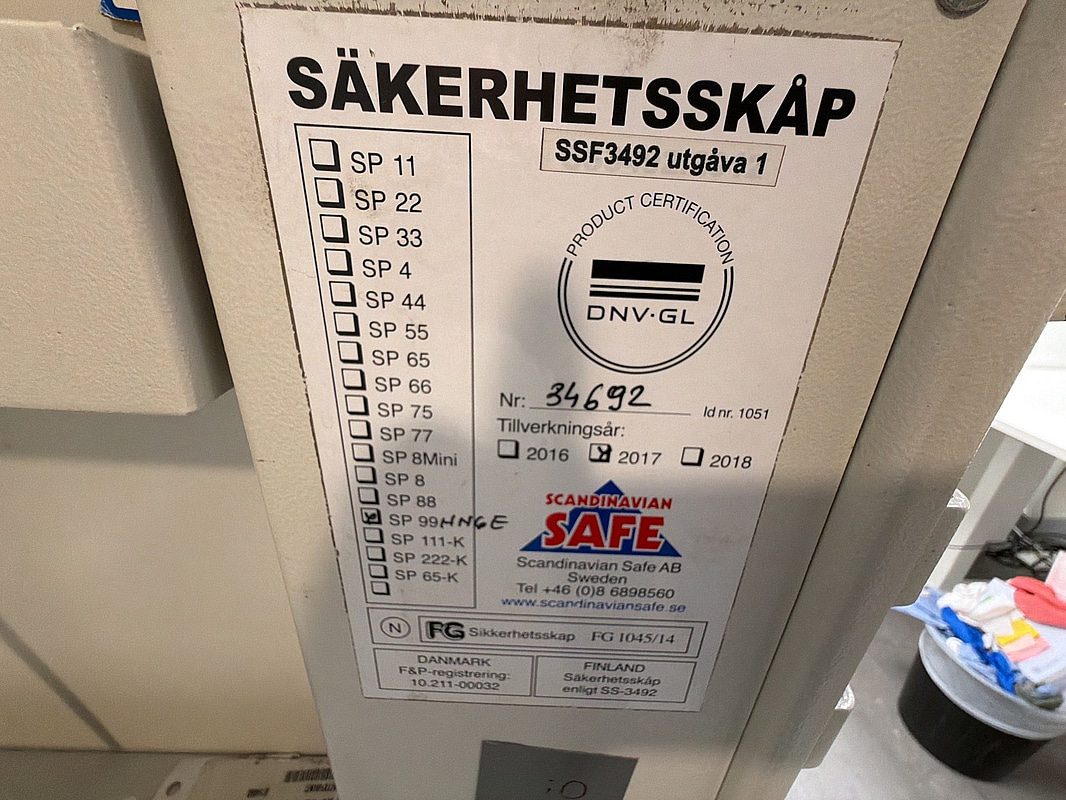 SÄKERHETSSKÅP
SSF3492 utgåva 1
SP 11
SP 22
SP 33
SP 4
SP 44
SP 55
SP 65
SP 66
SP 75
SP 77
SP 8Mini
SP 8
SP 88
SP 99 HNGE
SP 111-K
SP 222-K
SP 65-K
PRODUCT CERTIFICATION
DNV·GL
Nr: 34692 Id nr. 1051
Tillverkningsår:
2016 2017 2018
SCANDINAVIAN
SAFE
Scandinavian Safe AB
Sweden
Tel +46 (0)8 6898560
www.scandinaviansafe.se
N FG Sikkerhetsskap FG 1045/14
DANMARK
F&P-registrering:
10.211-00032
FINLAND
Säkerhetsskåp
enligt SS-3492